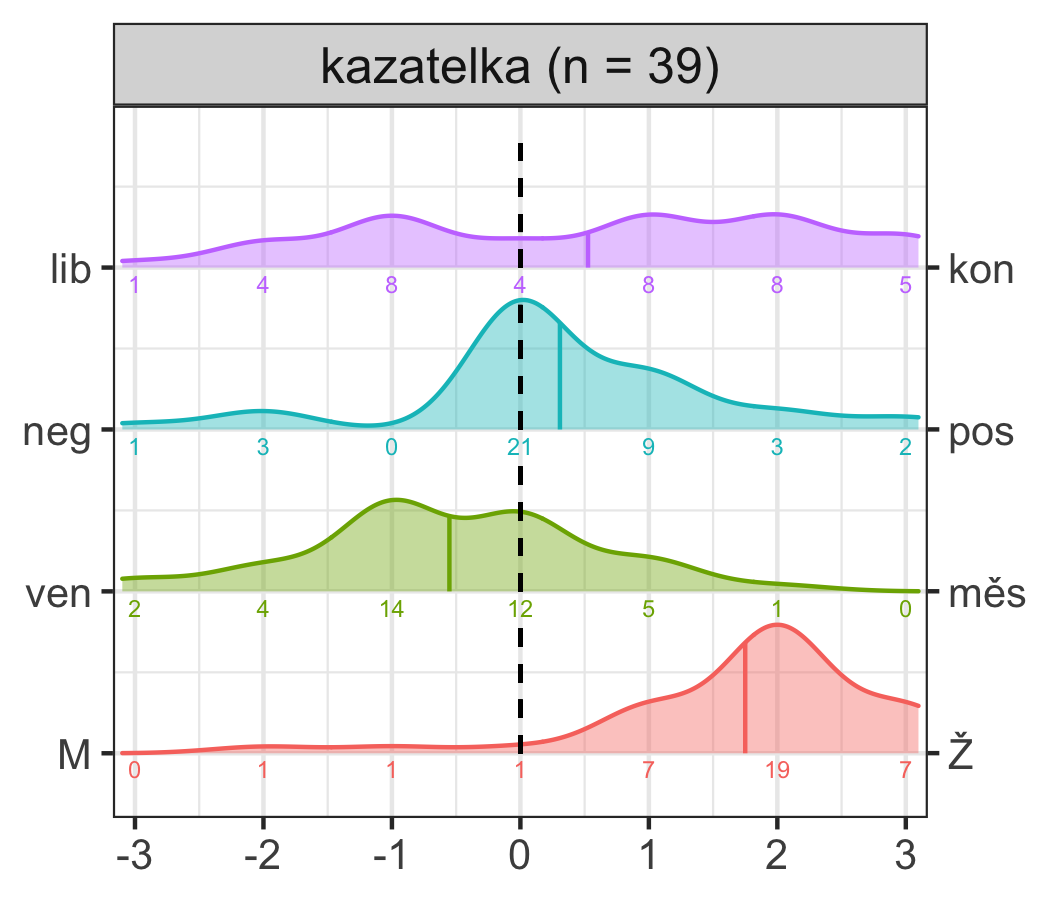 kazatelka (n = 39)
lib kon
1 4 8 4 8 8 5
neg pos
1 3 0 21 9 3 2
ven měs
2 4 14 12 5 1 0
M Ž
0 1 1 1 7 19 7
-3 -2 -1 0 1 2 3